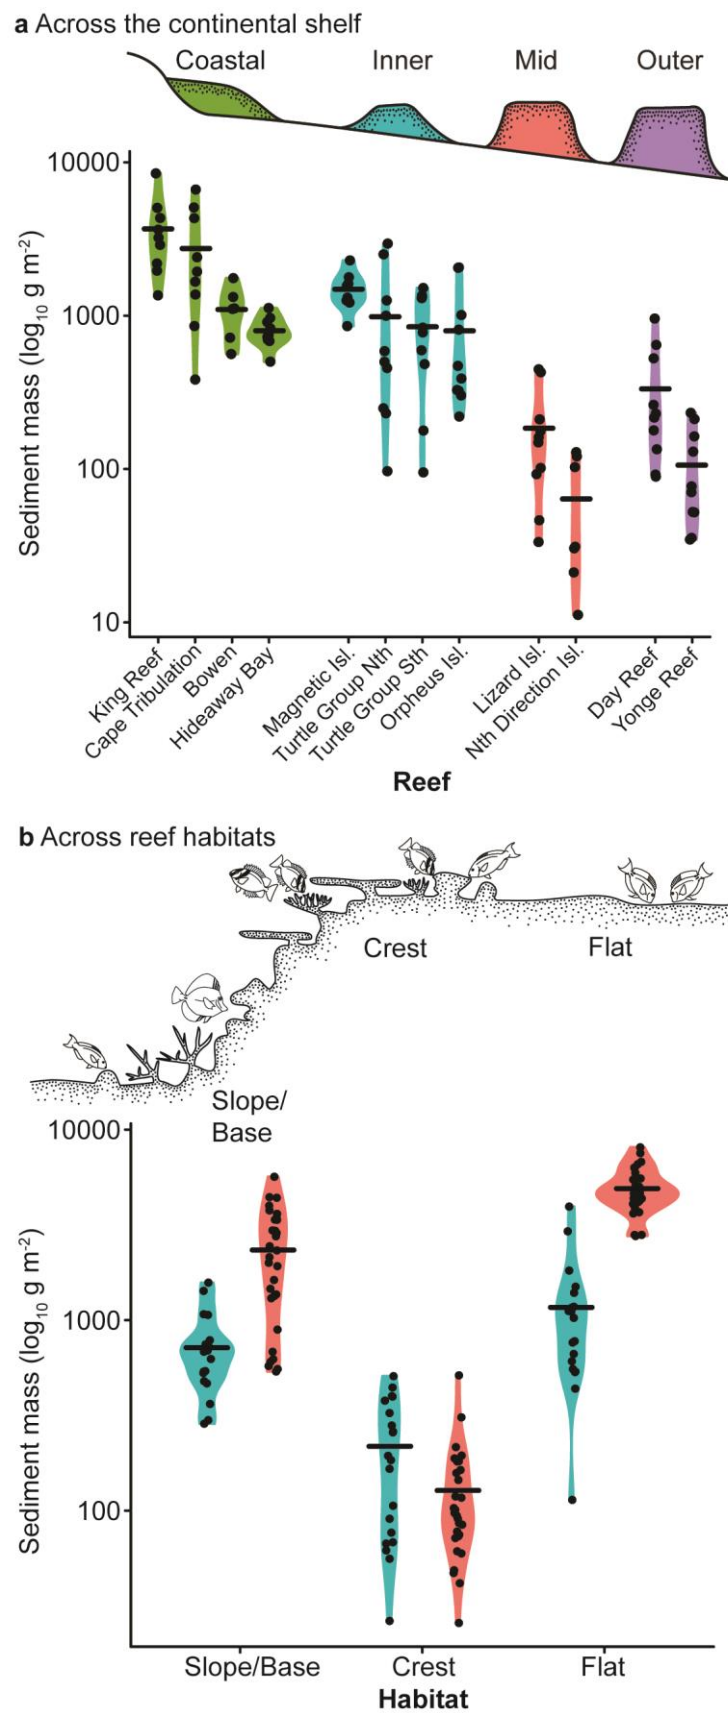 a Across the continental shelf
Coastal
Inner
Mid
Outer
Sediment mass (log10 g m-2)
10000
1000
100
10
King Reef
Cape Tribulation
Bowen
Hideaway Bay
Magnetic Isl.
Turtle Group Nth
Turtle Group Sth
Orpheus Isl.
Lizard Isl.
Nth Direction Isl.
Day Reef
Yonge Reef
Reef
b Across reef habitats
Crest
Flat
Slope/
Base
Sediment mass (log10 g m-2)
10000
1000
100
Slope/Base
Crest
Flat
Habitat